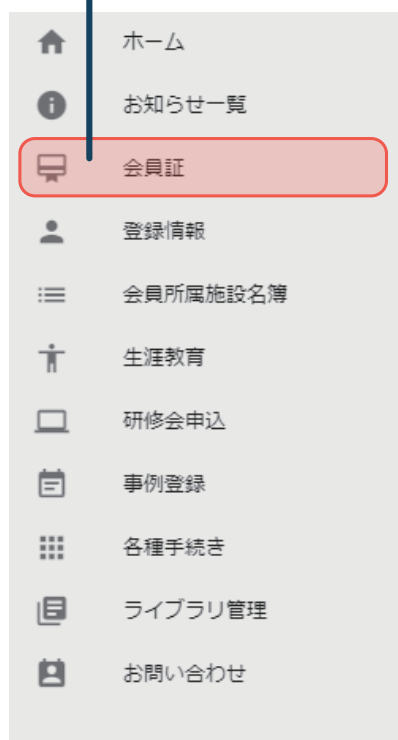 ホーム
お知らせ一覧
会員証
登録情報
会員所属施設名簿
生涯教育
研修会申込
事例登録
各種手続き
ライブラリ管理
お問い合わせ